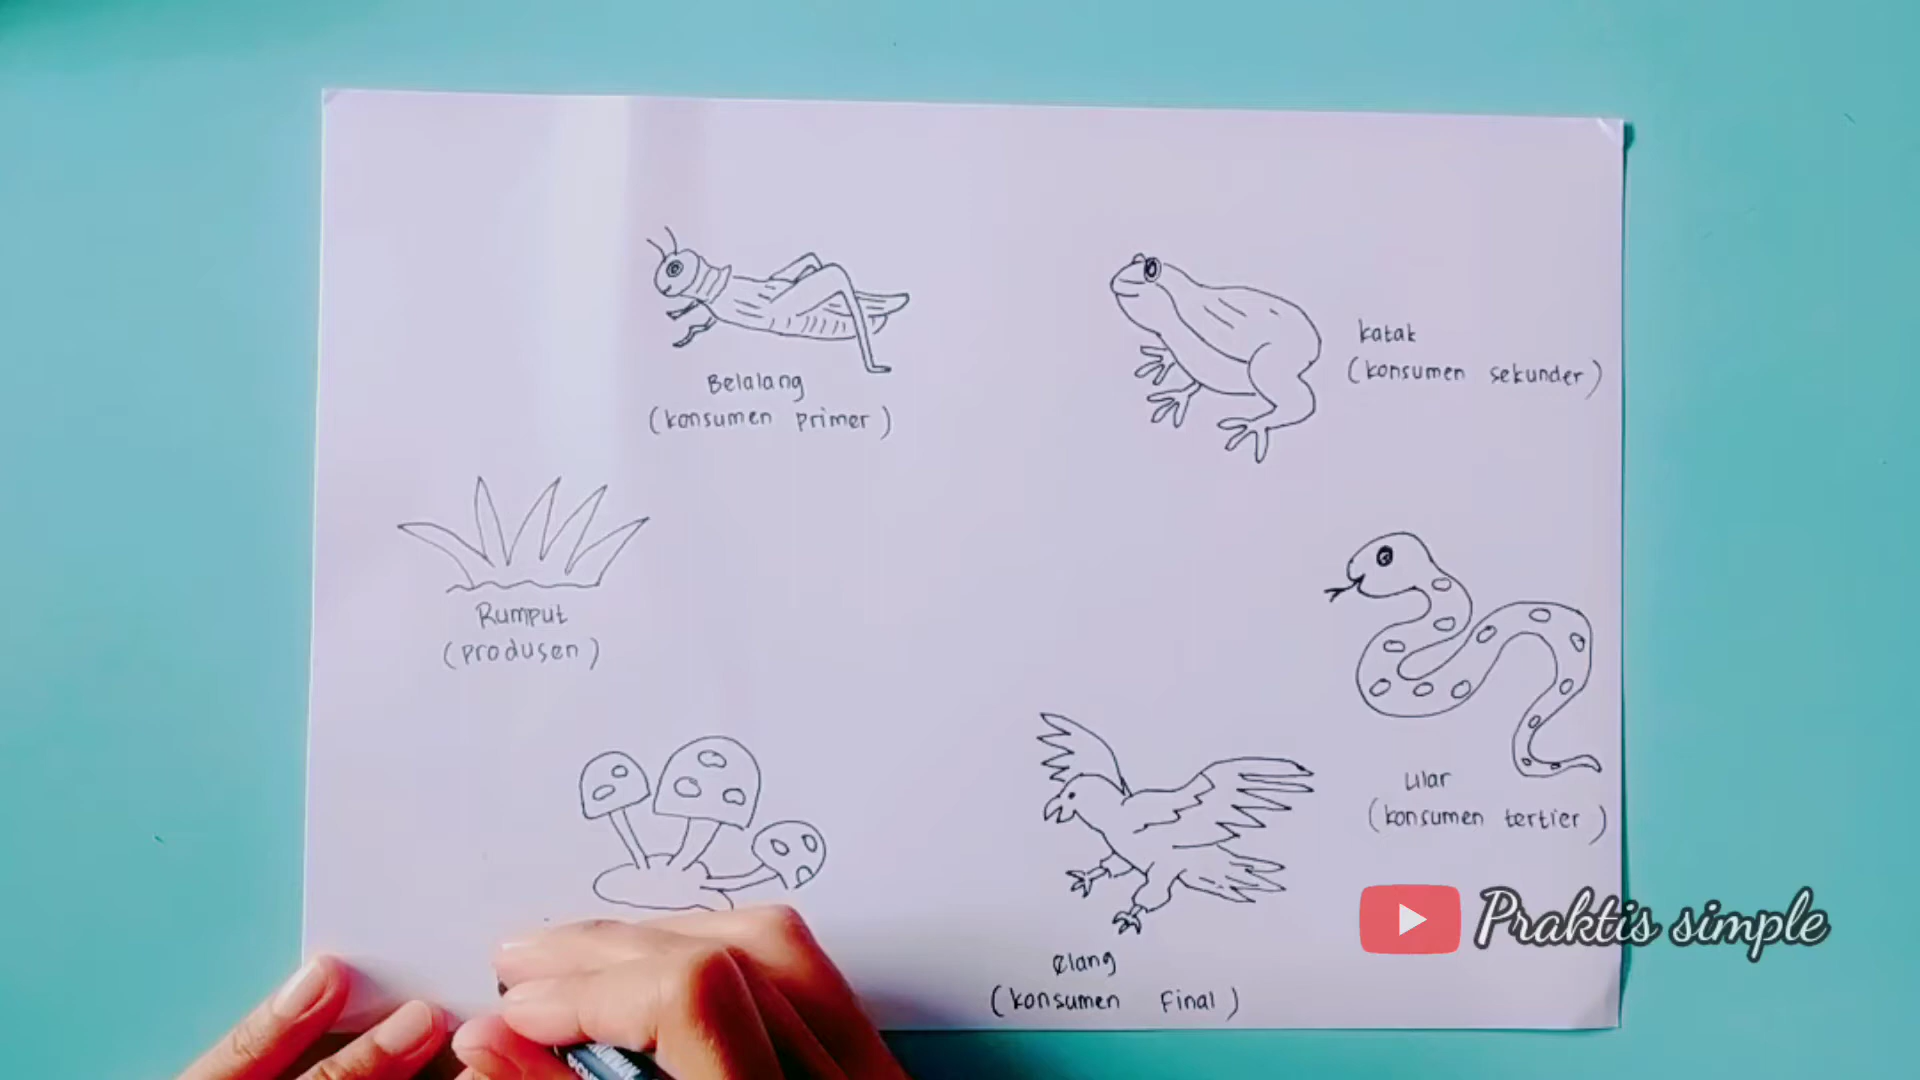 Belalang
(konsumen primer)
katak
(konsumen sekunder)
Rumput
(produsen)
Ular
(konsumen tertier)
Elang
(konsumen Final)
Praktis simple